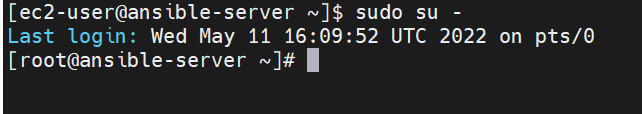 [ec2-user@ansible-server ~]$ sudo su -
Last login: Wed May 11 16:09:52 UTC 2022 on pts/0
[root@ansible-server ~]#